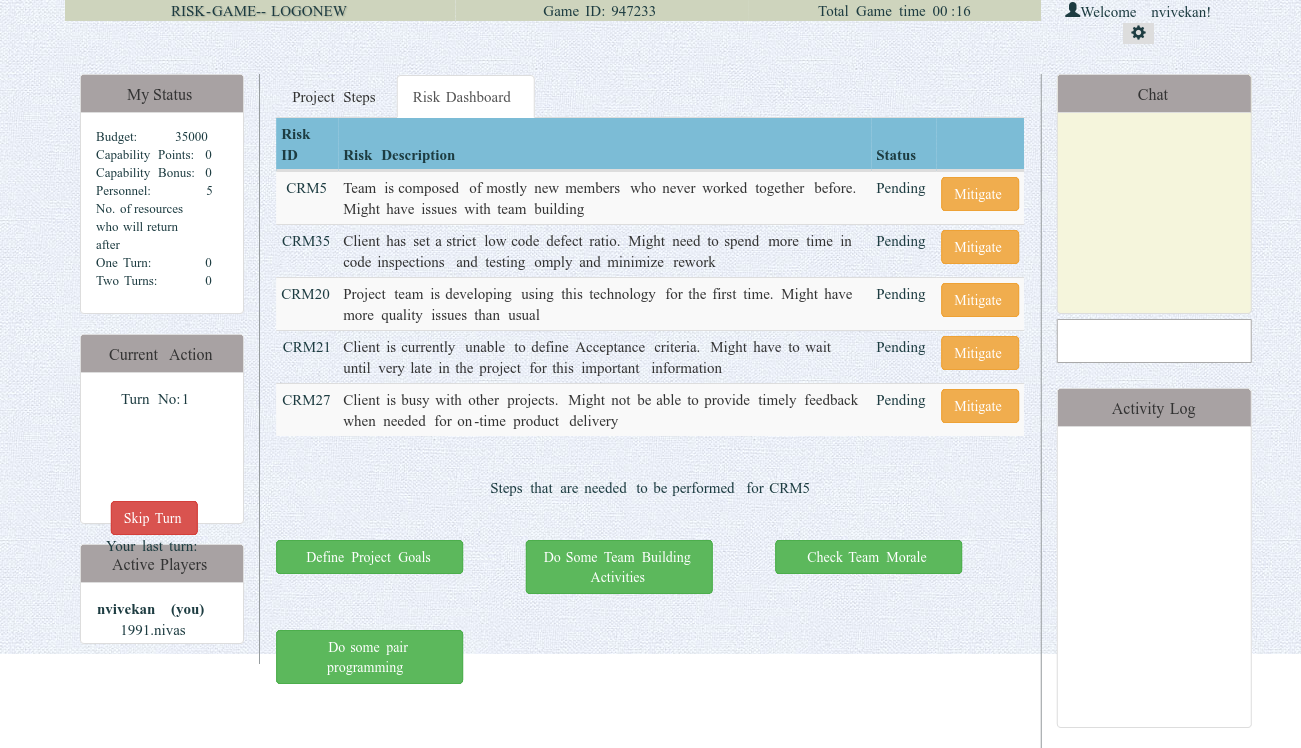 RISK-GAME-- LOGONEW
Game ID: 947233
Total Game time 00:16
Welcome nvivekan!
My Status
Budget: 35000
Capability Points: 0
Capability Bonus: 0
Personnel: 5
No. of resources
who will return
after
One Turn: 0
Two Turns: 0
Current Action
Turn No:1
Skip Turn
Your last turn:
Active Players
nvivekan (you)
1991.nivas
Project Steps
Risk Dashboard
Risk
ID
Risk Description
Status
CRM5
Team is composed of mostly new members who never worked together before.
Might have issues with team building
Pending
Mitigate
CRM35
Client has set a strict low code defect ratio. Might need to spend more time in
code inspections and testing omply and minimize rework
Pending
Mitigate
CRM20
Project team is developing using this technology for the first time. Might have
more quality issues than usual
Pending
Mitigate
CRM21
Client is currently unable to define Acceptance criteria. Might have to wait
until very late in the project for this important information
Pending
Mitigate
CRM27
Client is busy with other projects. Might not be able to provide timely feedback
when needed for on-time product delivery
Pending
Mitigate
Steps that are needed to be performed for CRM5
Define Project Goals
Do Some Team Building
Activities
Check Team Morale
Do some pair
programming
Chat
Activity Log